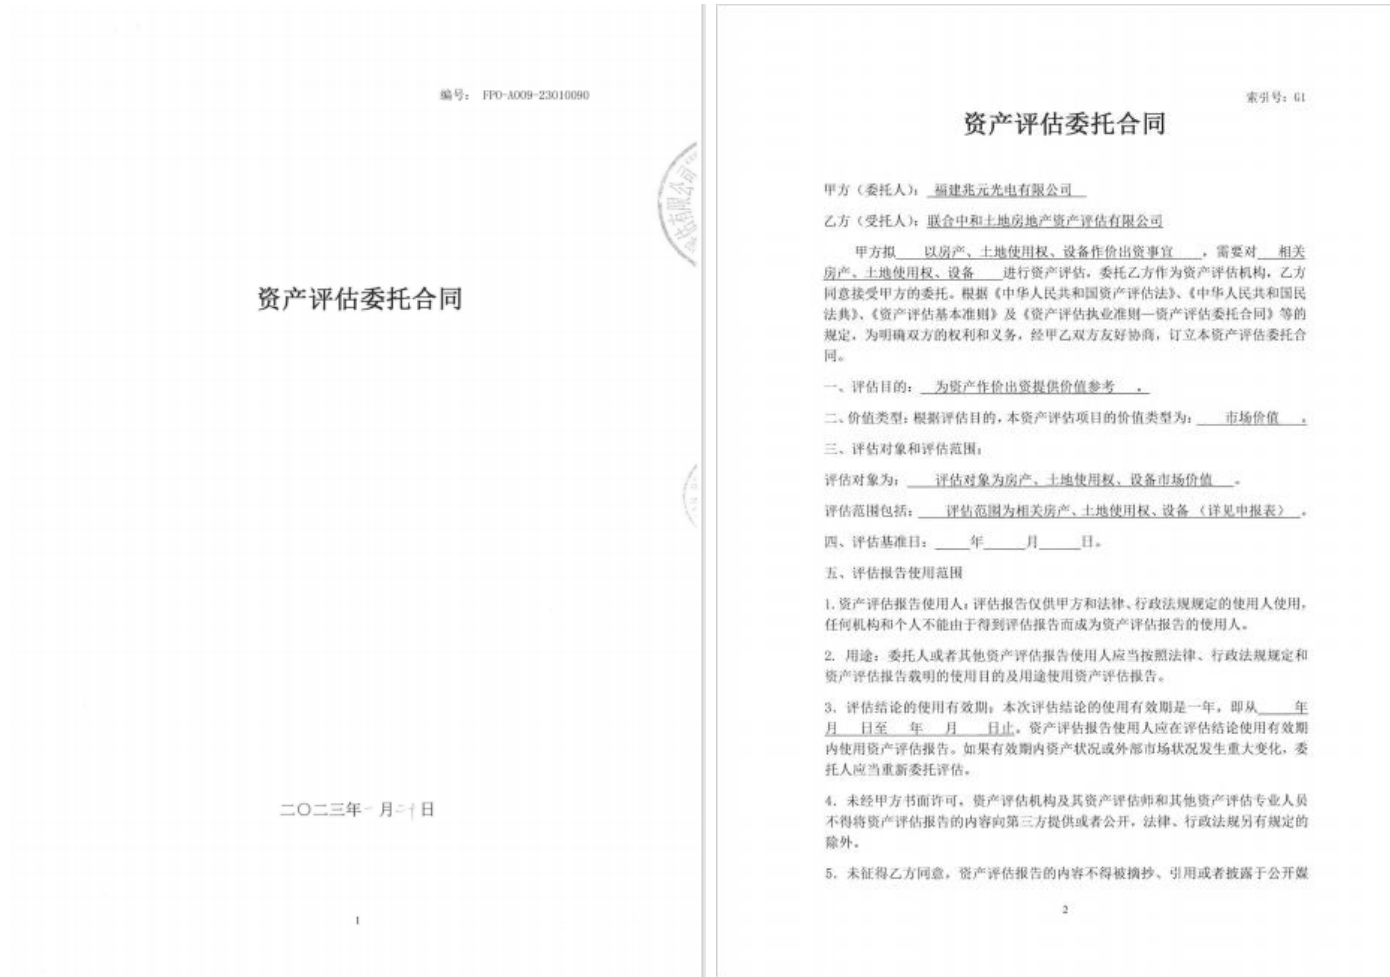 编号： FPO-A009-23010090
有限公司
资产评估委托合同
二〇二三年一月二十日
1
索引号：G1
资产评估委托合同
甲方（委托人）： 福建兆元光电有限公司
乙方（受托人）：联合中和土地房地产资产评估有限公司
甲方拟 以房产、土地使用权、设备作价出资事宜 ，需要对 相关
房产、土地使用权、设备 进行资产评估，委托乙方作为资产评估机构，乙方
同意接受甲方的委托。根据《中华人民共和国资产评估法》、《中华人民共和国民
法典》、《资产评估基本准则》及《资产评估执业准则—资产评估委托合同》等的
规定，为明确双方的权利和义务，经甲乙双方友好协商，订立本资产评估委托合
同。
一、评估目的： 为资产作价出资提供价值参考 。
二、价值类型：根据评估目的，本资产评估项目的价值类型为： 市场价值 。
三、评估对象和评估范围：
评估对象为： 评估对象为房产、土地使用权、设备市场价值 。
评估范围包括： 评估范围为相关房产、土地使用权、设备（详见申报表） 。
四、评估基准日：____年____月____日。
五、评估报告使用范围
1.资产评估报告使用人：评估报告仅供甲方和法律、行政法规规定的使用人使用，
任何机构和个人不能由于得到评估报告而成为资产评估报告的使用人。
2. 用途：委托人或者其他资产评估报告使用人应当按照法律、行政法规规定和
资产评估报告载明的使用目的及用途使用资产评估报告。
3. 评估结论的使用有效期：本次评估结论的使用有效期是一年，即从____年
月 日至 年 月 日止。资产评估报告使用人应在评估结论使用有效期
内使用资产评估报告。如果有效期内资产状况或外部市场状况发生重大变化，委
托人应当重新委托评估。
4. 未经甲方书面许可，资产评估机构及其资产评估师和其他资产评估专业人员
不得将资产评估报告的内容向第三方提供或者公开，法律、行政法规另有规定的
除外。
5. 未征得乙方同意，资产评估报告的内容不得被摘抄、引用或者披露于公开媒
2